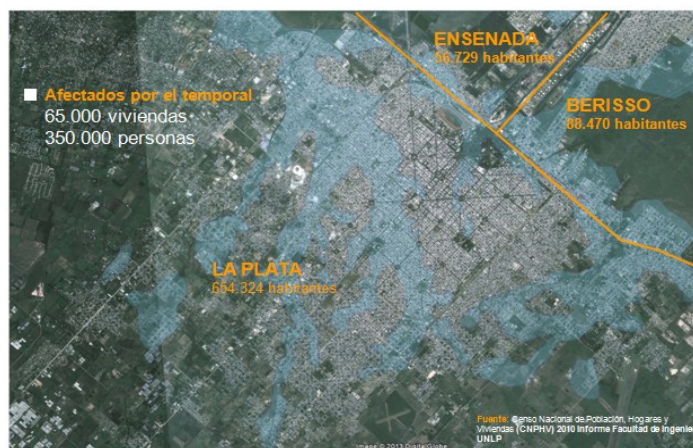 ENSENADA
56.729 habitantes
BERISSO
88.470 habitantes
Afectados por el temporal
65.000 viviendas
350.000 personas
LA PLATA
654.324 habitantes
Fuente: Censo Nacional de Población, Hogares y
Viviendas (CNPHV) 2010 Informe Facultad de Ingenie
UNLP
Image © 2013 DigitalGlobe